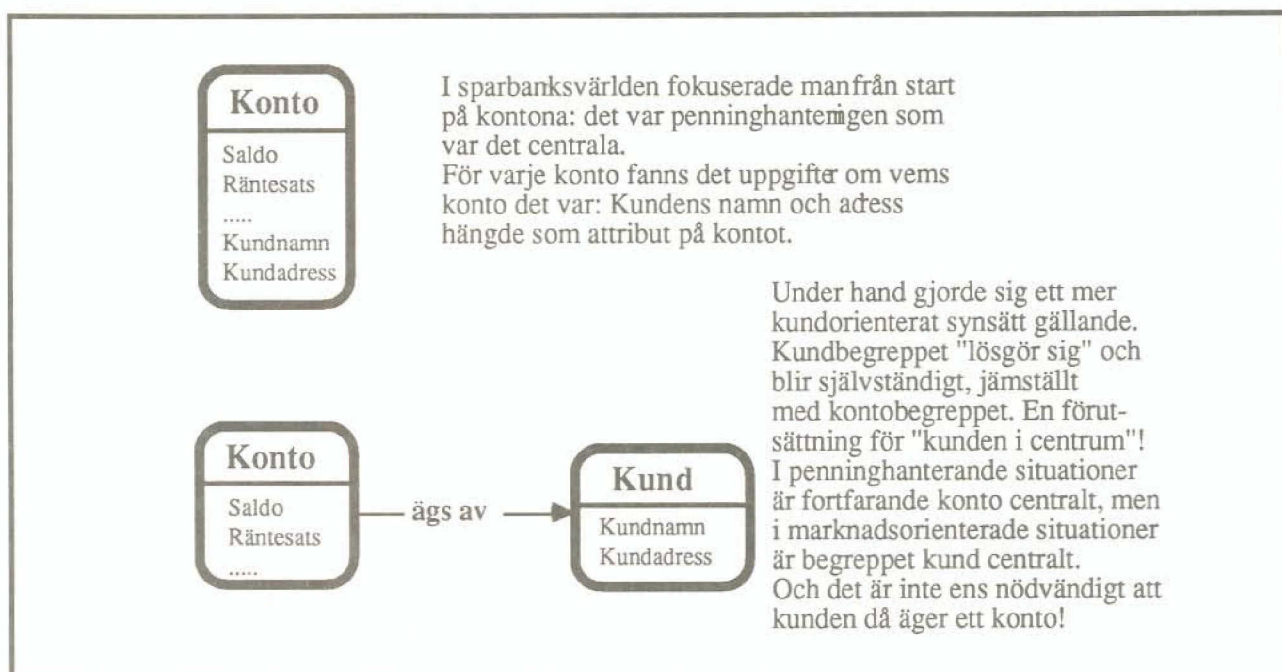 Konto
Saldo
Räntesats
.....
Kundnamn
Kundadress
I sparbanksvärlden fokuserade man från start
på kontona: det var penninghanteringen som
var det centrala.
För varje konto fanns det uppgifter om vems
konto det var: Kundens namn och adress
hängde som attribut på kontot.
Under hand gjorde sig ett mer
kundorienterat synsätt gällande.
Kundbegreppet "lösgör sig" och
blir självständigt, jämställt
med kontobegreppet. En förut-
sättning för "kunden i centrum"!
I penninghanterande situationer
är fortfarande konto centralt, men
i marknadsorienterade situationer
är begreppet kund centralt.
Och det är inte ens nödvändigt att
kunden då äger ett konto!
Konto
Saldo
Räntesats
.....
ägs av
Kund
Kundnamn
Kundadress